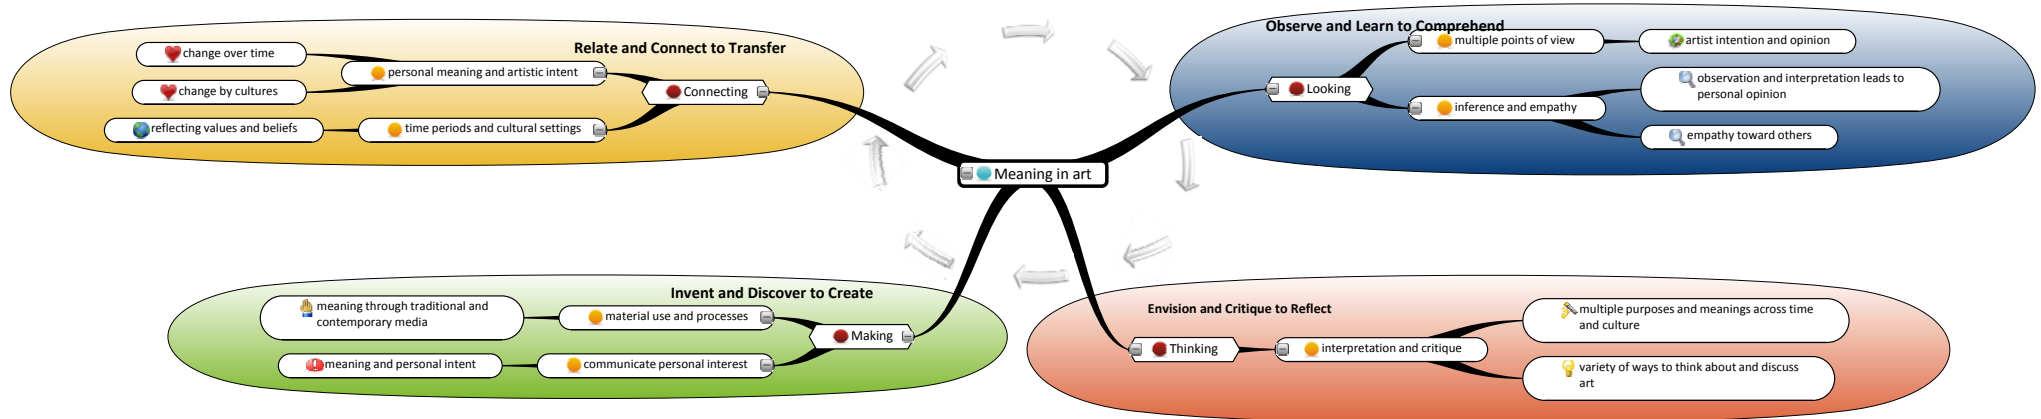 Relate and Connect to Transfer
change over time
personal meaning and artistic intent
change by cultures
Connecting
reflecting values and beliefs
time periods and cultural settings
Observe and Learn to Comprehend
multiple points of view
artist intention and opinion
Looking
observation and interpretation leads to
personal opinion
inference and empathy
empathy toward others
Meaning in art
Invent and Discover to Create
meaning through traditional and
contemporary media
material use and processes
Making
meaning and personal intent
communicate personal interest
Envision and Critique to Reflect
multiple purposes and meanings across time
and culture
Thinking
interpretation and critique
variety of ways to think about and discuss
art